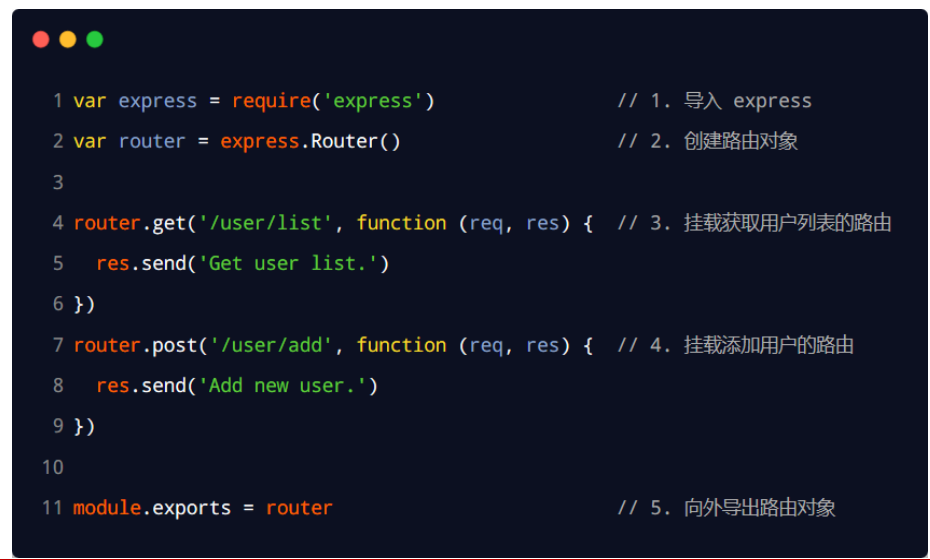 1 var express = require('express') // 1. 导入 express
2 var router = express.Router() // 2. 创建路由对象
3
4 router.get('/user/list', function (req, res) { // 3. 挂载获取用户列表的路由
5   res.send('Get user list.')
6 })
7 router.post('/user/add', function (req, res) { // 4. 挂载添加用户的路由
8   res.send('Add new user.')
9 })
10
11 module.exports = router // 5. 向外导出路由对象